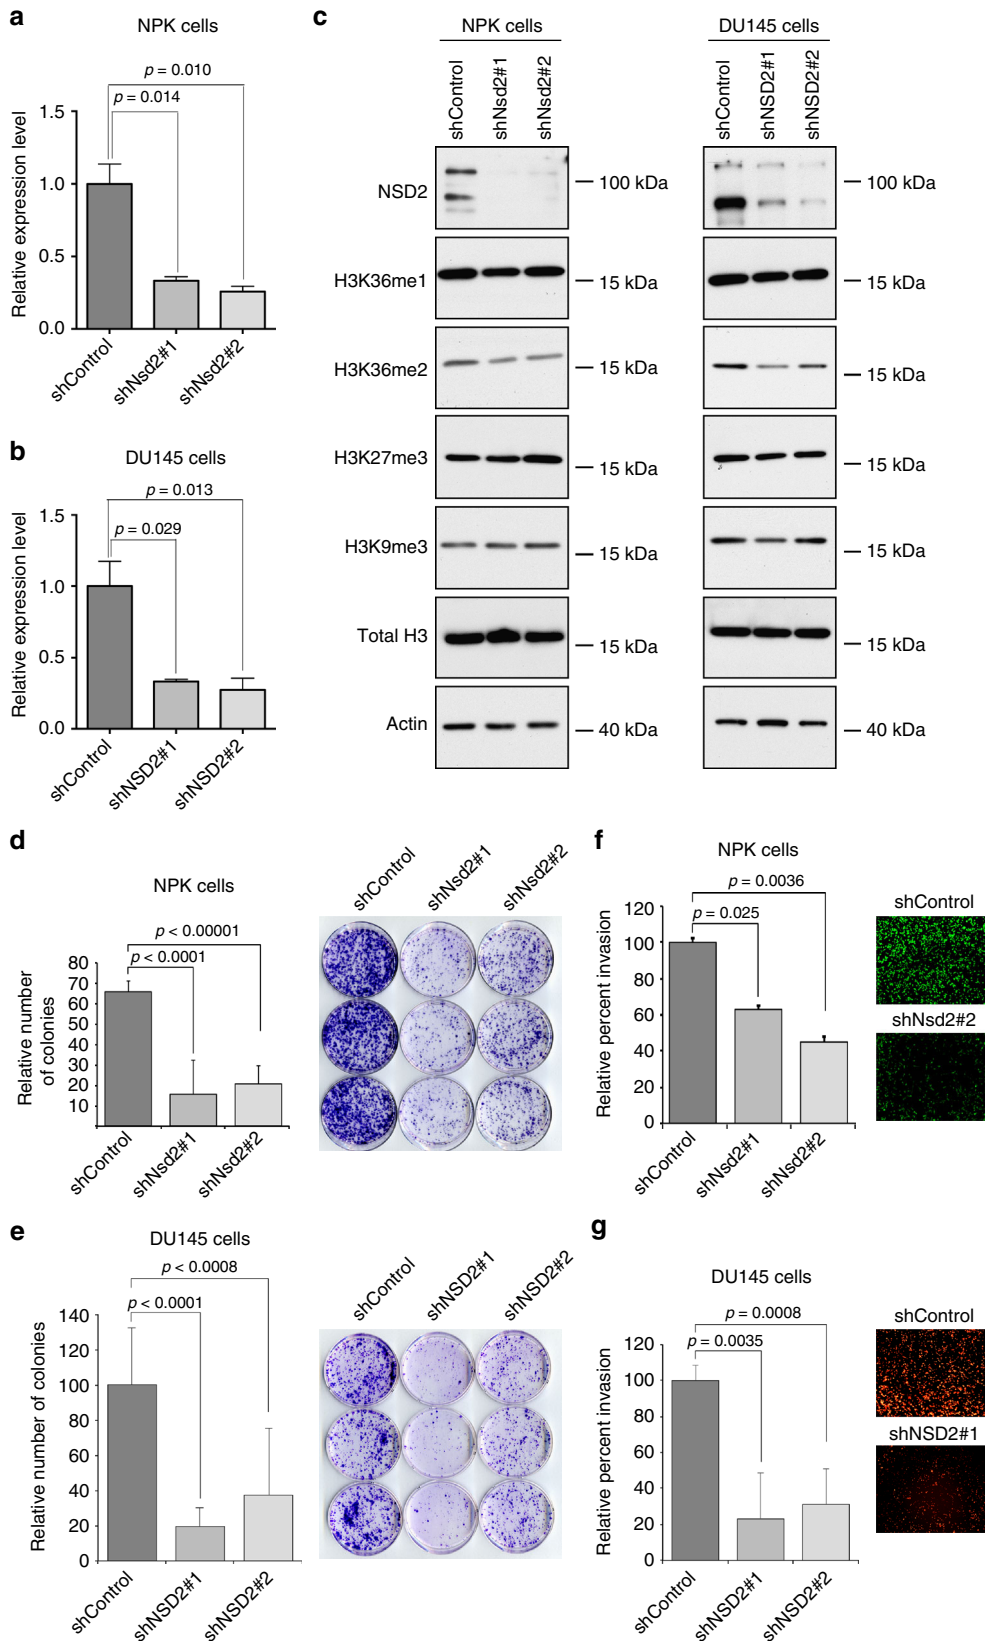 a
NPK cells
p = 0.010
p = 0.014
Relative expression level
1.5
1.0
0.5
0.0
shControl
shNsd2#1
shNsd2#2
b
DU145 cells
p = 0.013
p = 0.029
Relative expression level
1.5
1.0
0.5
0.0
shControl
shNSD2#1
shNSD2#2
c
NPK cells
DU145 cells
shControl
shNsd2#1
shNsd2#2
shControl
shNSD2#1
shNSD2#2
NSD2
100 kDa
100 kDa
H3K36me1
15 kDa
15 kDa
H3K36me2
15 kDa
15 kDa
H3K27me3
15 kDa
15 kDa
H3K9me3
15 kDa
15 kDa
Total H3
15 kDa
15 kDa
Actin
40 kDa
40 kDa
d
NPK cells
p < 0.00001
p < 0.0001
Relative number
of colonies
80
70
60
50
40
30
20
10
shControl
shNsd2#1
shNsd2#2
shControl
shNsd2#1
shNsd2#2
e
DU145 cells
p < 0.0008
p < 0.0001
Relative number of colonies
140
120
100
80
60
40
20
0
shControl
shNSD2#1
shNSD2#2
shControl
shNSD2#1
shNSD2#2
f
NPK cells
p = 0.0036
p = 0.025
Relative percent invasion
120
100
80
60
40
20
0
shControl
shNsd2#1
shNsd2#2
shControl
shNsd2#2
g
DU145 cells
p = 0.0008
p = 0.0035
Relative percent invasion
120
100
80
60
40
20
0
shControl
shNSD2#1
shNSD2#2
shControl
shNSD2#1